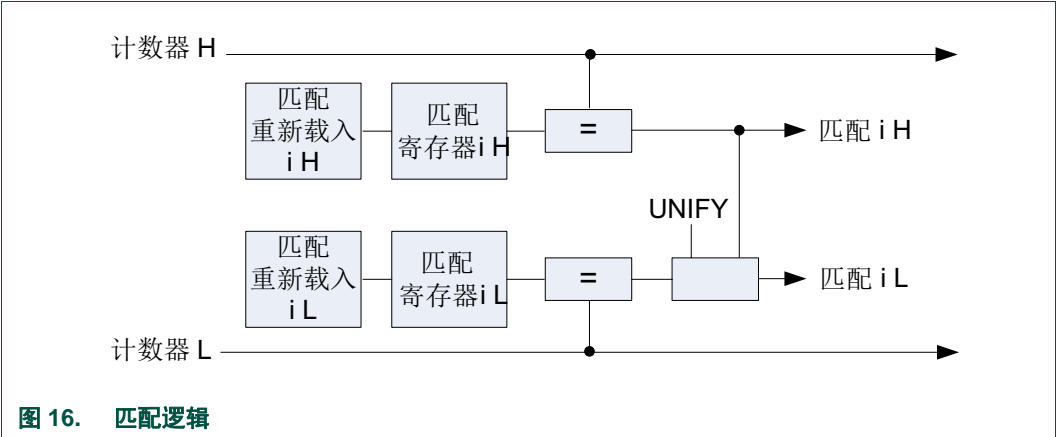 计数器 H
匹配
重新载入
i H
匹配
寄存器i H
=
匹配 i H
UNIFY
匹配
重新载入
i L
匹配
寄存器i L
=
匹配 i L
计数器 L
图 16. 匹配逻辑